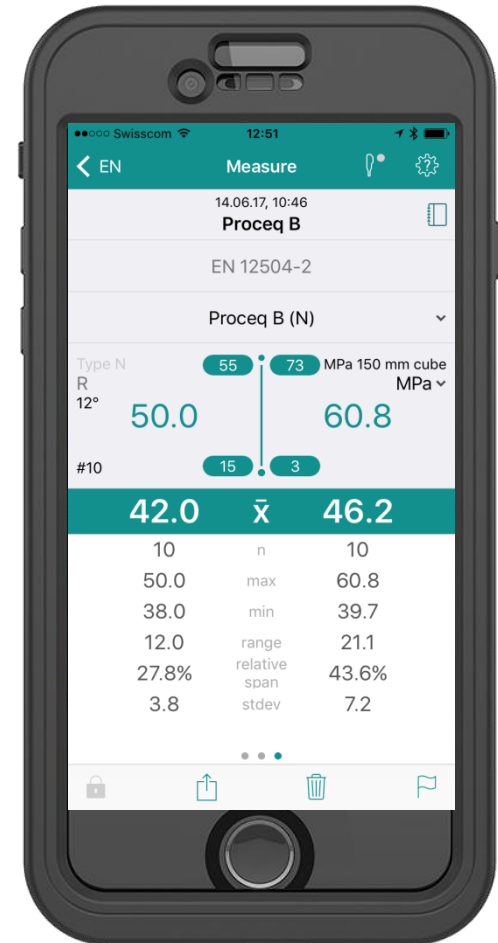 Swisscom 12:51
EN Measure
14.06.17, 10:46
Proceq B
EN 12504-2
Proceq B (N)
Type N 55 73 MPa 150 mm cube
R MPa
12°
50.0 60.8
#10 15 3
42.0 x̄ 46.2
10 n 10
50.0 max 60.8
38.0 min 39.7
12.0 range 21.1
27.8% relative span 43.6%
3.8 stdev 7.2